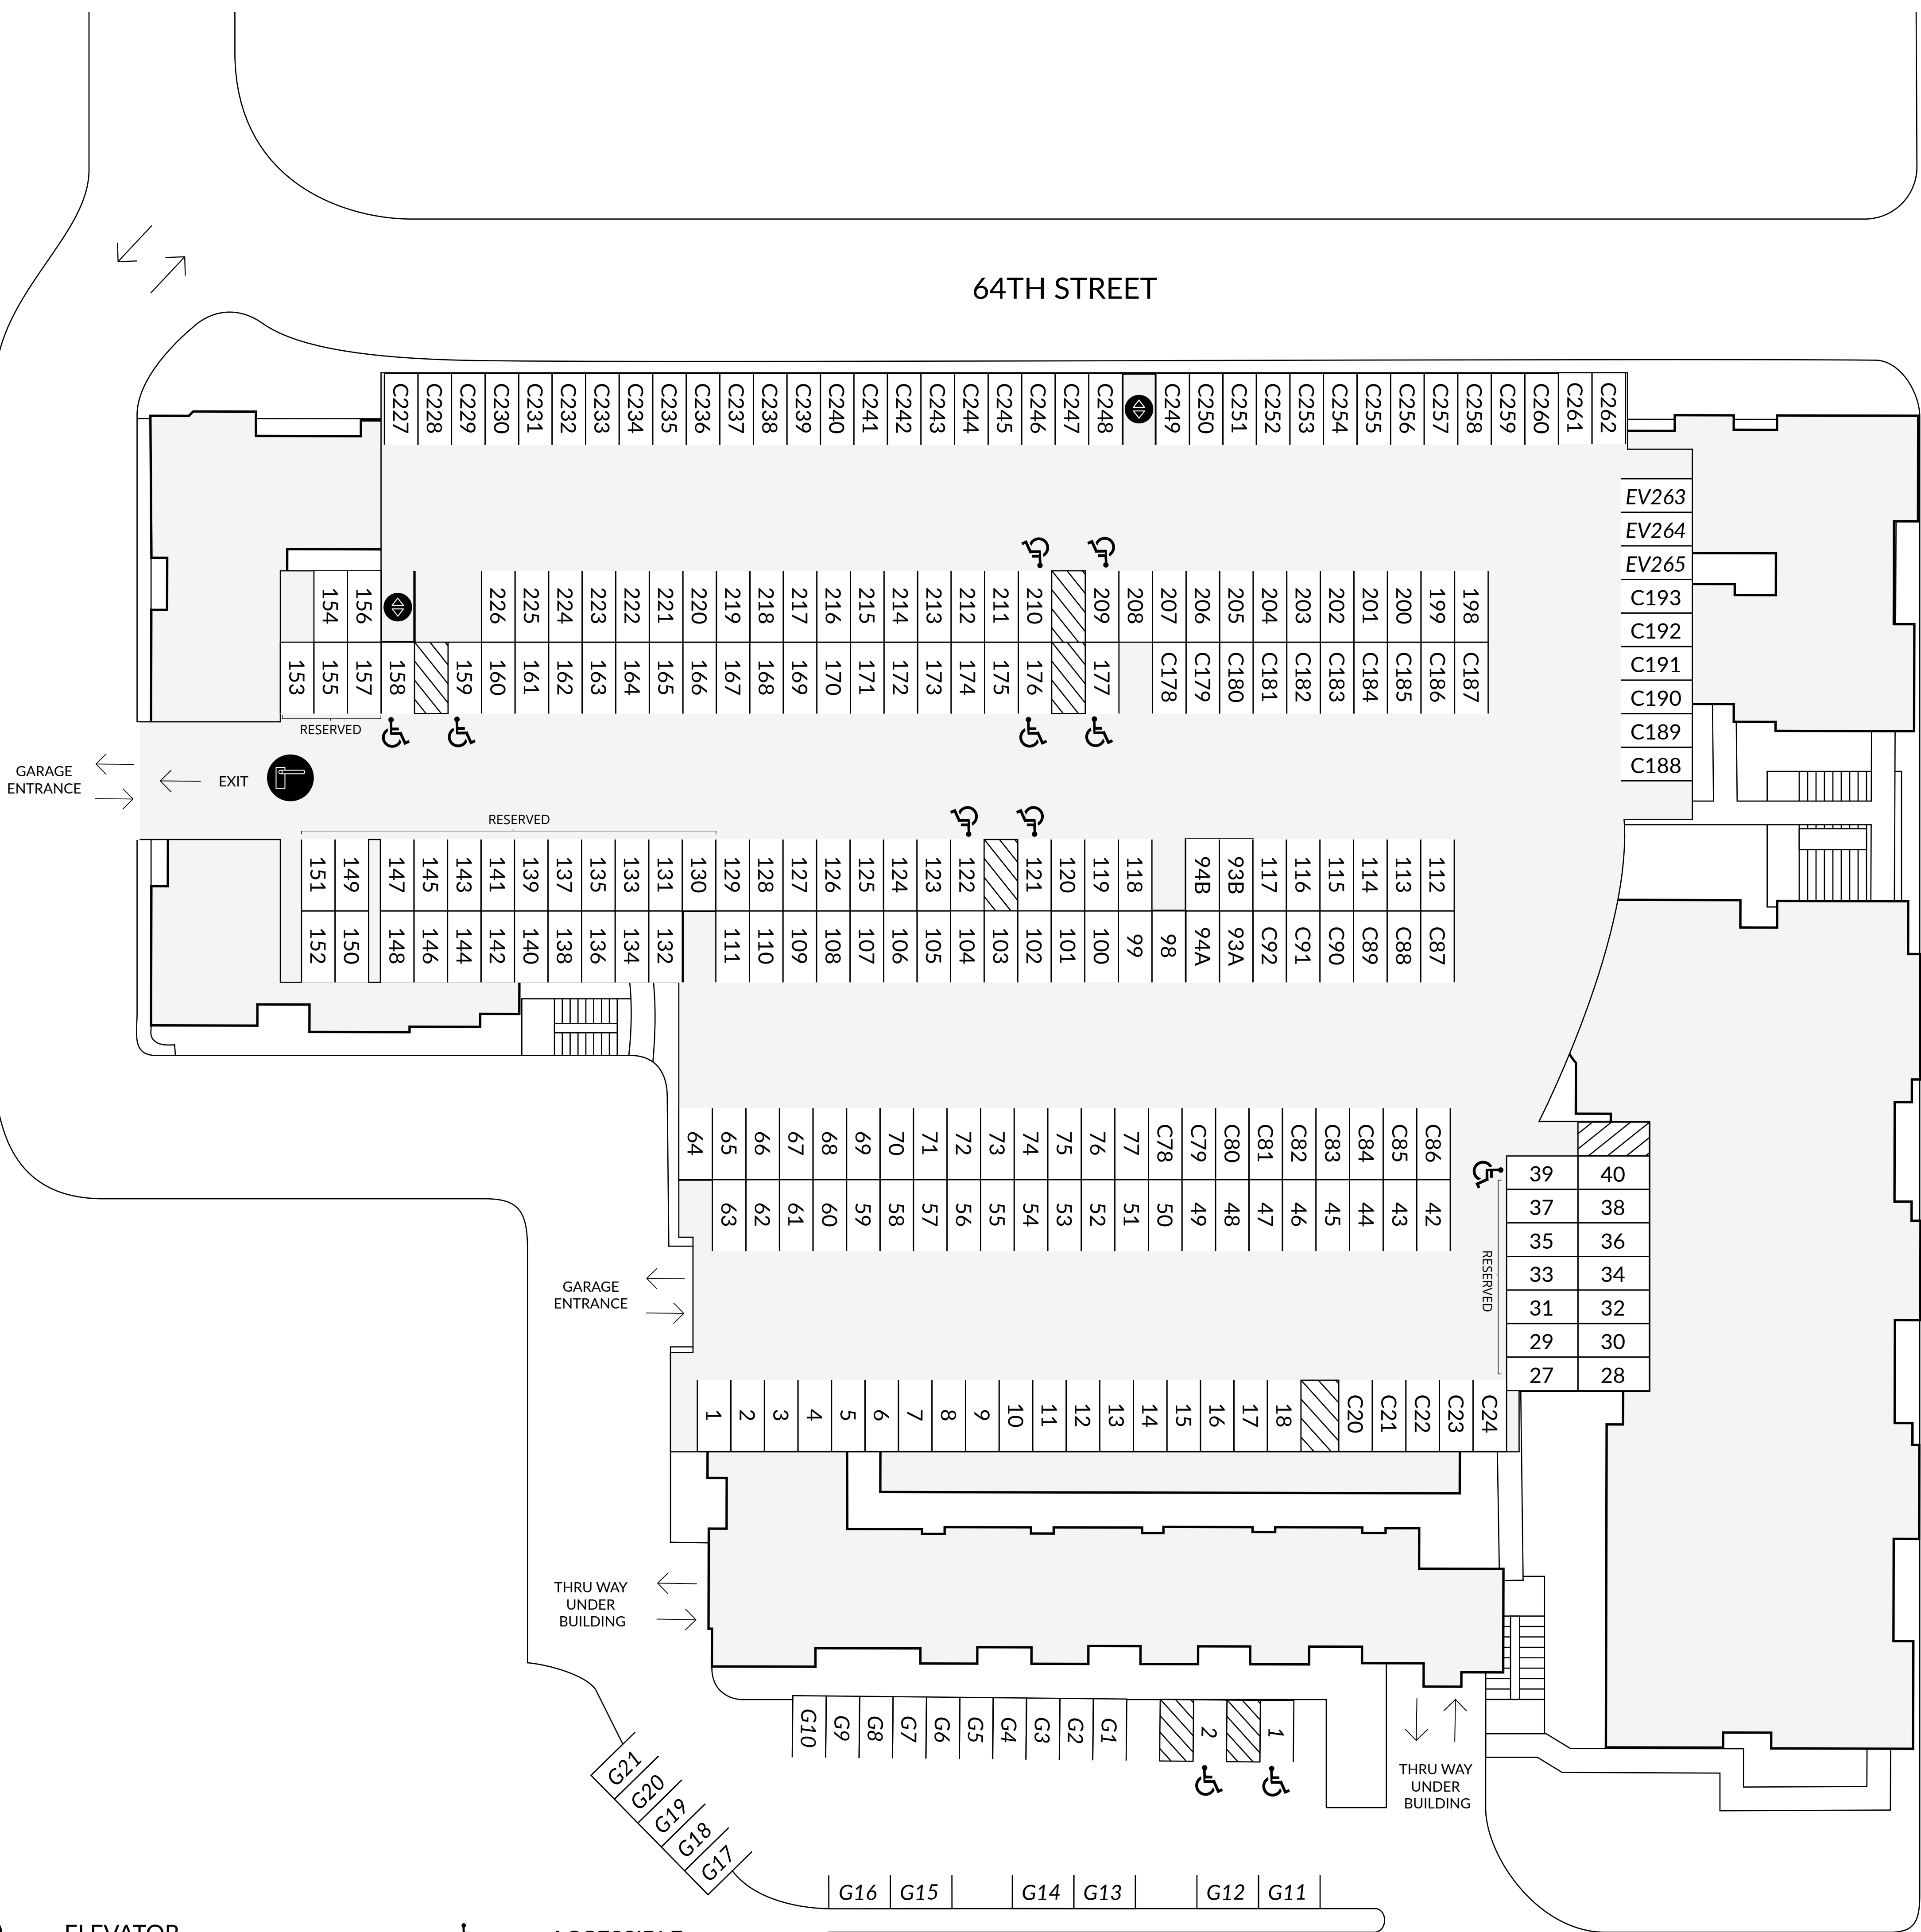 64TH STREET
C227 C228 C229 C230 C231 C232 C233 C234 C235 C236 C237 C238 C239 C240 C241 C242 C243 C244 C245 C246 C247 C248 C249 C250 C251 C252 C253 C254 C255 C256 C257 C258 C259 C260 C261 C262
EV263
EV264
EV265
C193
C192
C191
C190
C189
C188
154 156 226 225 224 223 222 221 220 219 218 217 216 215 214 213 212 211 210 209 208 207 206 205 204 203 202 201 200 199 198
153 155 157 158 159 160 161 162 163 164 165 166 167 168 169 170 171 172 173 174 175 176 177 C178 C179 C180 C181 C182 C183 C184 C185 C186 C187
RESERVED
GARAGE
ENTRANCE
EXIT
RESERVED
151 149 147 145 143 141 139 137 135 133 131 130 129 128 127 126 125 124 123 122 121 120 119 118 94B 93B 117 116 115 114 113 112
152 150 148 146 144 142 140 138 136 134 132 111 110 109 108 107 106 105 104 103 102 101 100 99 98 94A 93A C92 C91 C90 C89 C88 C87
64 65 66 67 68 69 70 71 72 73 74 75 76 77 C78 C79 C80 C81 C82 C83 C84 C85 C86
63 62 61 60 59 58 57 56 55 54 53 52 51 50 49 48 47 46 45 44 43 42
39 40
37 38
35 36
33 34
31 32
29 30
27 28
RESERVED
GARAGE
ENTRANCE
1 2 3 4 5 6 7 8 9 10 11 12 13 14 15 16 17 18 C20 C21 C22 C23 C24
THRU WAY
UNDER
BUILDING
G10 G9 G8 G7 G6 G5 G4 G3 G2 G1 2 1
THRU WAY
UNDER
BUILDING
G21
G20
G19
G18
G17
G16 G15 G14 G13 G12 G11
ELEVATOR
ACCESSIBLE